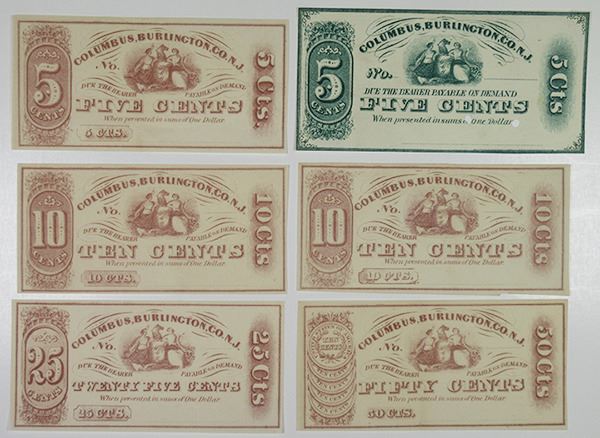 COLUMBUS, BURLINGTON, CO. N.J.
No.
5
CENTS
DUE THE BEARER PAYABLE ON DEMAND
FIVE CENTS
When presented in sums of One Dollar.
5 CTS.
5 Cts.
COLUMBUS, BURLINGTON, CO. N.J.
No.
5
CENTS
DUE THE BEARER PAYABLE ON DEMAND
FIVE CENTS
When presented in sums of One Dollar
5 Cts
COLUMBUS, BURLINGTON, CO. N.J.
No.
10
CENTS
DUE THE BEARER PAYABLE ON DEMAND
TEN CENTS
When presented in sums of One Dollar.
10 CTS.
10 Cts
COLUMBUS, BURLINGTON, CO. N.J.
No.
10
CENTS
DUE THE BEARER PAYABLE ON DEMAND
TEN CENTS
When presented in sums of One Dollar.
10 CTS.
10 Cts
COLUMBUS, BURLINGTON, CO. N.J.
No.
25
CENTS
DUE THE BEARER PAYABLE ON DEMAND
TWENTY FIVE CENTS
When presented in sums of One Dollar.
25 CTS.
25 Cts
COLUMBUS, BURLINGTON, CO. N.J.
No.
TEN
CENTS
DUE THE BEARER PAYABLE ON DEMAND
FIFTY CENTS
When presented in sums of One Dollar.
50 CTS.
50 Cts